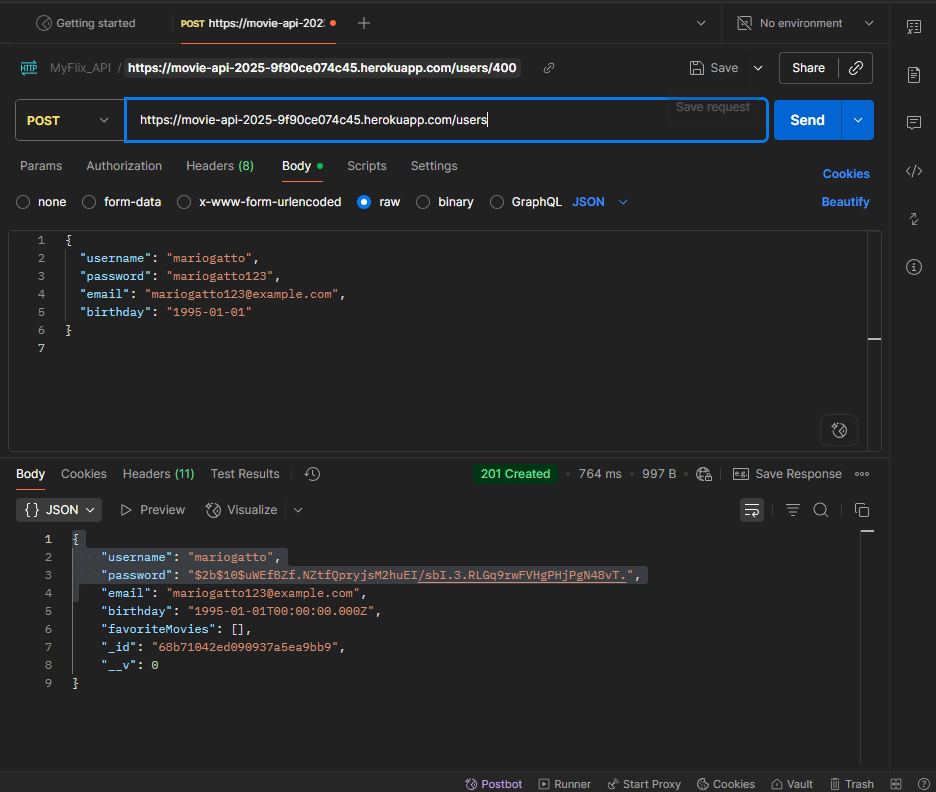 Getting started
POST https://movie-api-202
No environment
HTTP MyFlix_API / https://movie-api-2025-9f90ce074c45.herokuapp.com/users/400
Save
Share
POST
https://movie-api-2025-9f90ce074c45.herokuapp.com/users
Save request
Send
Params Authorization Headers (8) Body Scripts Settings
Cookies
none form-data x-www-form-urlencoded raw binary GraphQL JSON
Beautify
1 {
2 "username": "mariogatto",
3 "password": "mariogatto123",
4 "email": "mariogatto123@example.com",
5 "birthday": "1995-01-01"
6 }
7
Body Cookies Headers (11) Test Results
201 Created • 764 ms • 997 B
e.g. Save Response
{} JSON Preview Visualize
1 {
2 "username": "mariogatto",
3 "password": "$2b$10$uWEfBZf.NZtfQpryjsM2huEI/sbI.3.RLGq9rwFVHgPHjPgN48vT.",
4 "email": "mariogatto123@example.com",
5 "birthday": "1995-01-01T00:00:00.000Z",
6 "favoriteMovies": [],
7 "_id": "68b71042ed090937a5ea9bb9",
8 "__v": 0
9 }
Postbot Runner Start Proxy Cookies Vault Trash